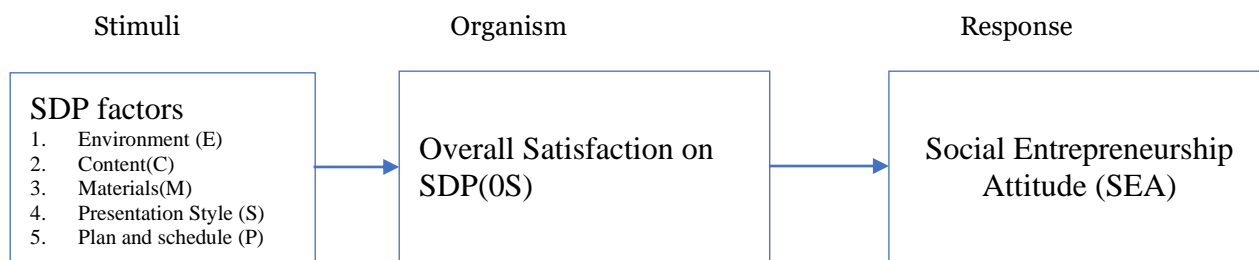 Stimuli
Organism
Response
SDP factors
1. Environment (E)
2. Content(C)
3. Materials(M)
4. Presentation Style (S)
5. Plan and schedule (P)
Overall Satisfaction on
SDP(0S)
Social Entrepreneurship
Attitude (SEA)